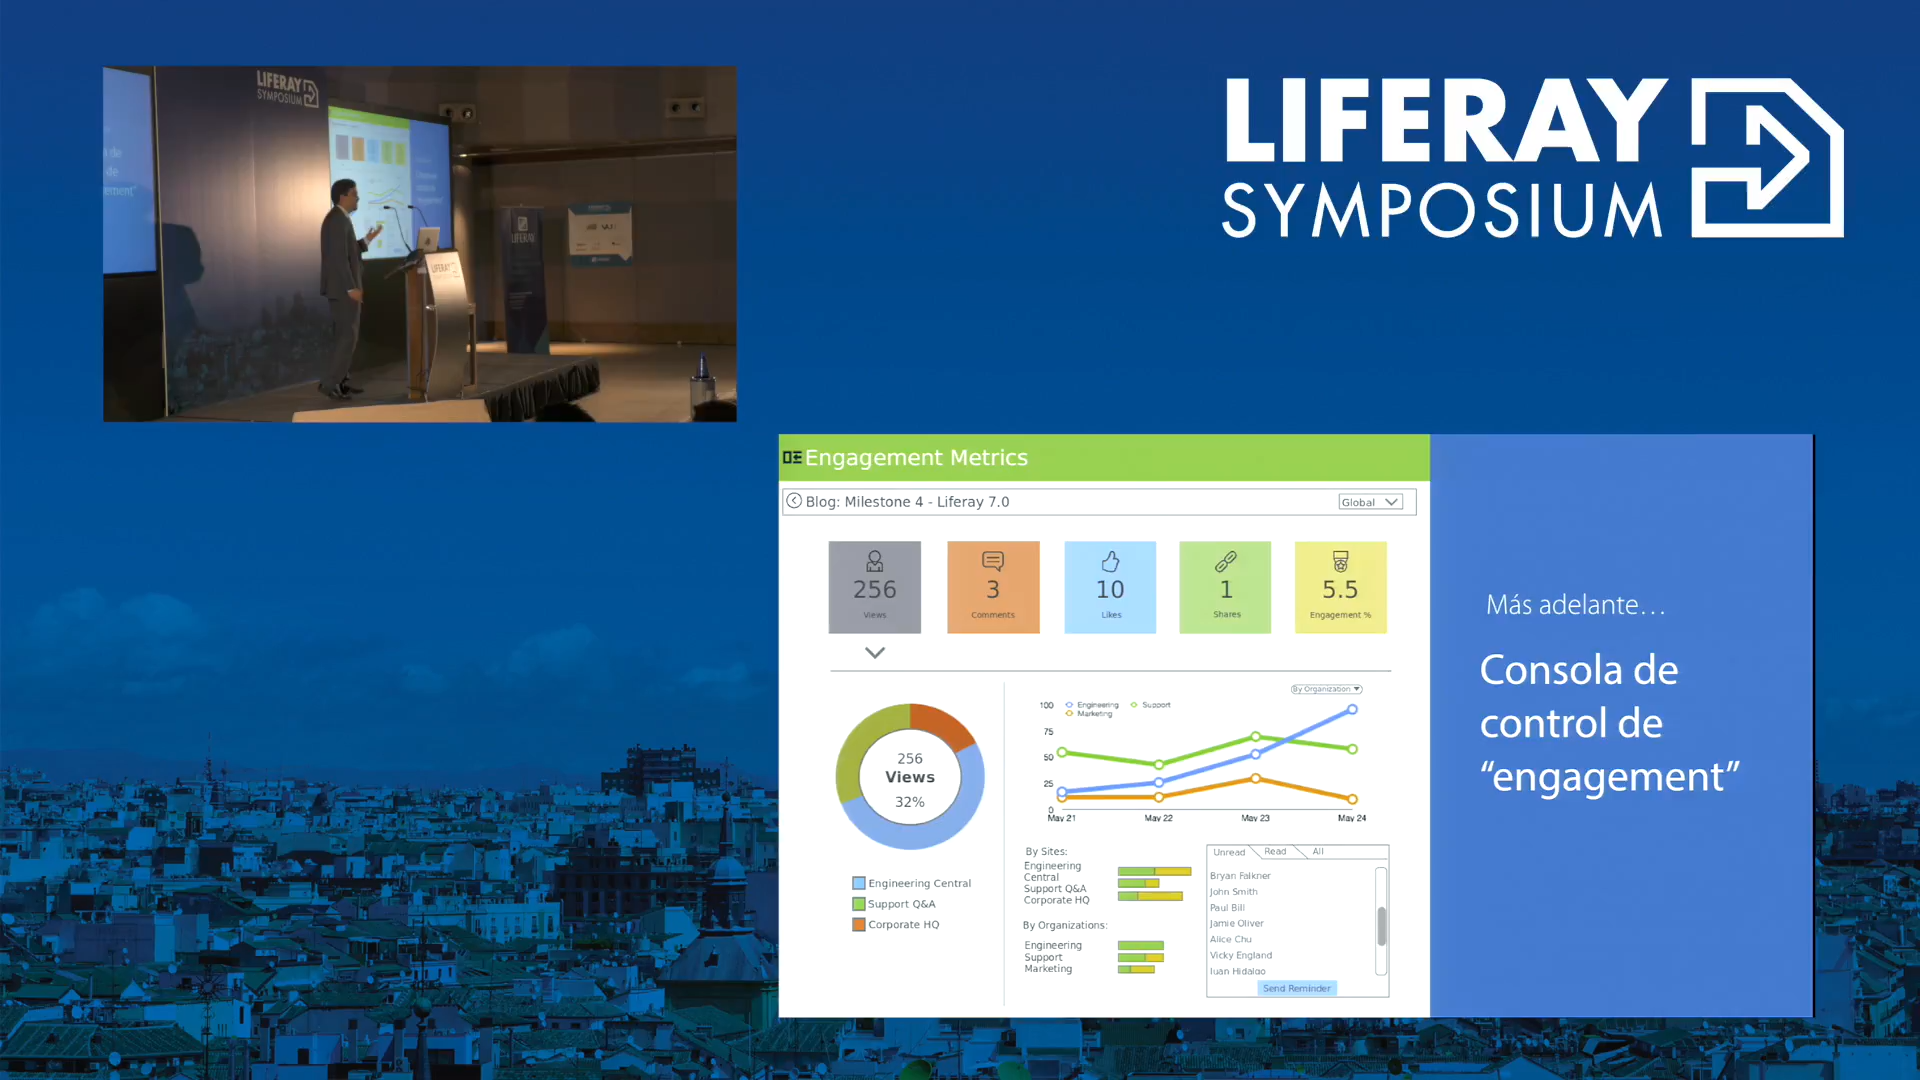 LIFERAY
SYMPOSIUM
LIFERAY
SYMPOSIUM
LIFERAY
LIFERAY
Engagement Metrics
Blog: Milestone 4 - Liferay 7.0
Global
256
Views
3
Comments
10
Likes
1
Shares
5.5
Engagement %
256
Views
32%
Engineering Central
Support Q&A
Corporate HQ
By Organization
Engineering
Support
Marketing
100
75
50
25
0
May 21
May 22
May 23
May 24
By Sites:
Engineering
Central
Support Q&A
Corporate HQ
By Organizations:
Engineering
Support
Marketing
Unread
Read
All
Bryan Falkner
John Smith
Paul Bill
Jamie Oliver
Alice Chu
Vicky England
Juan Hidalgo
Send Reminder
Más adelante...
Consola de
control de
“engagement”